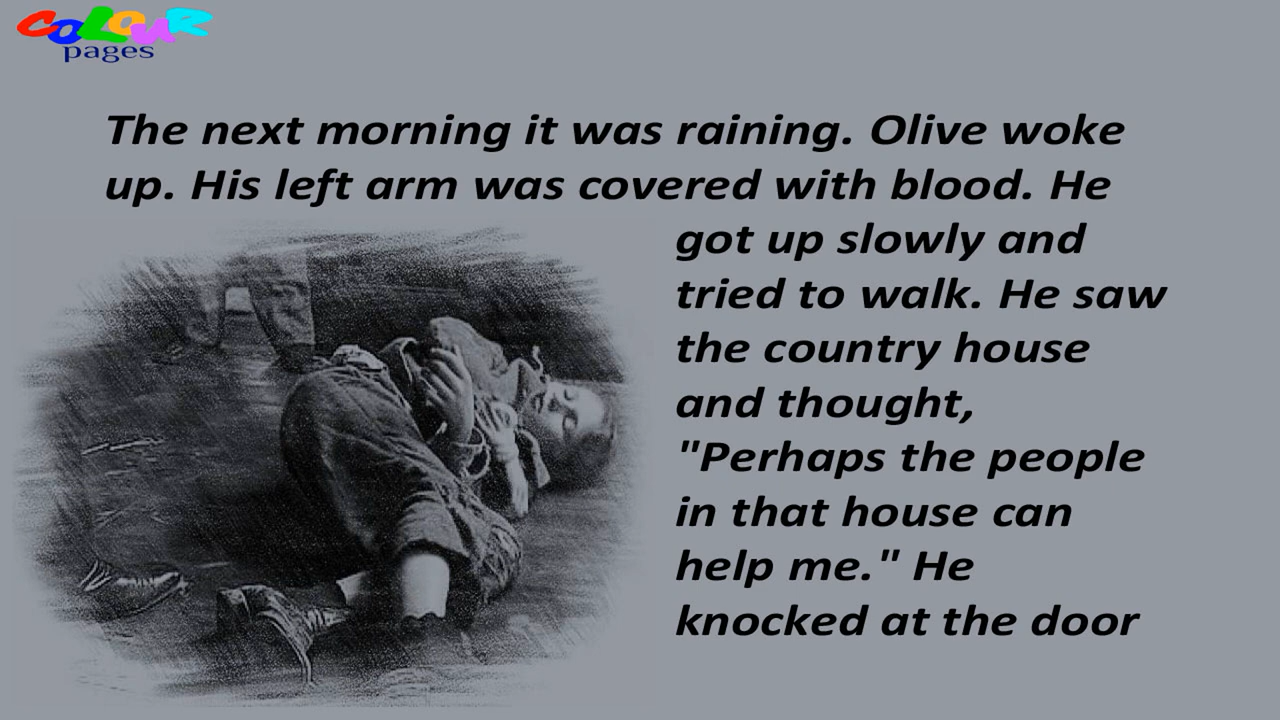 COLOUR
pages
The next morning it was raining. Olive woke
up. His left arm was covered with blood. He
got up slowly and
tried to walk. He saw
the country house
and thought,
"Perhaps the people
in that house can
help me." He
knocked at the door